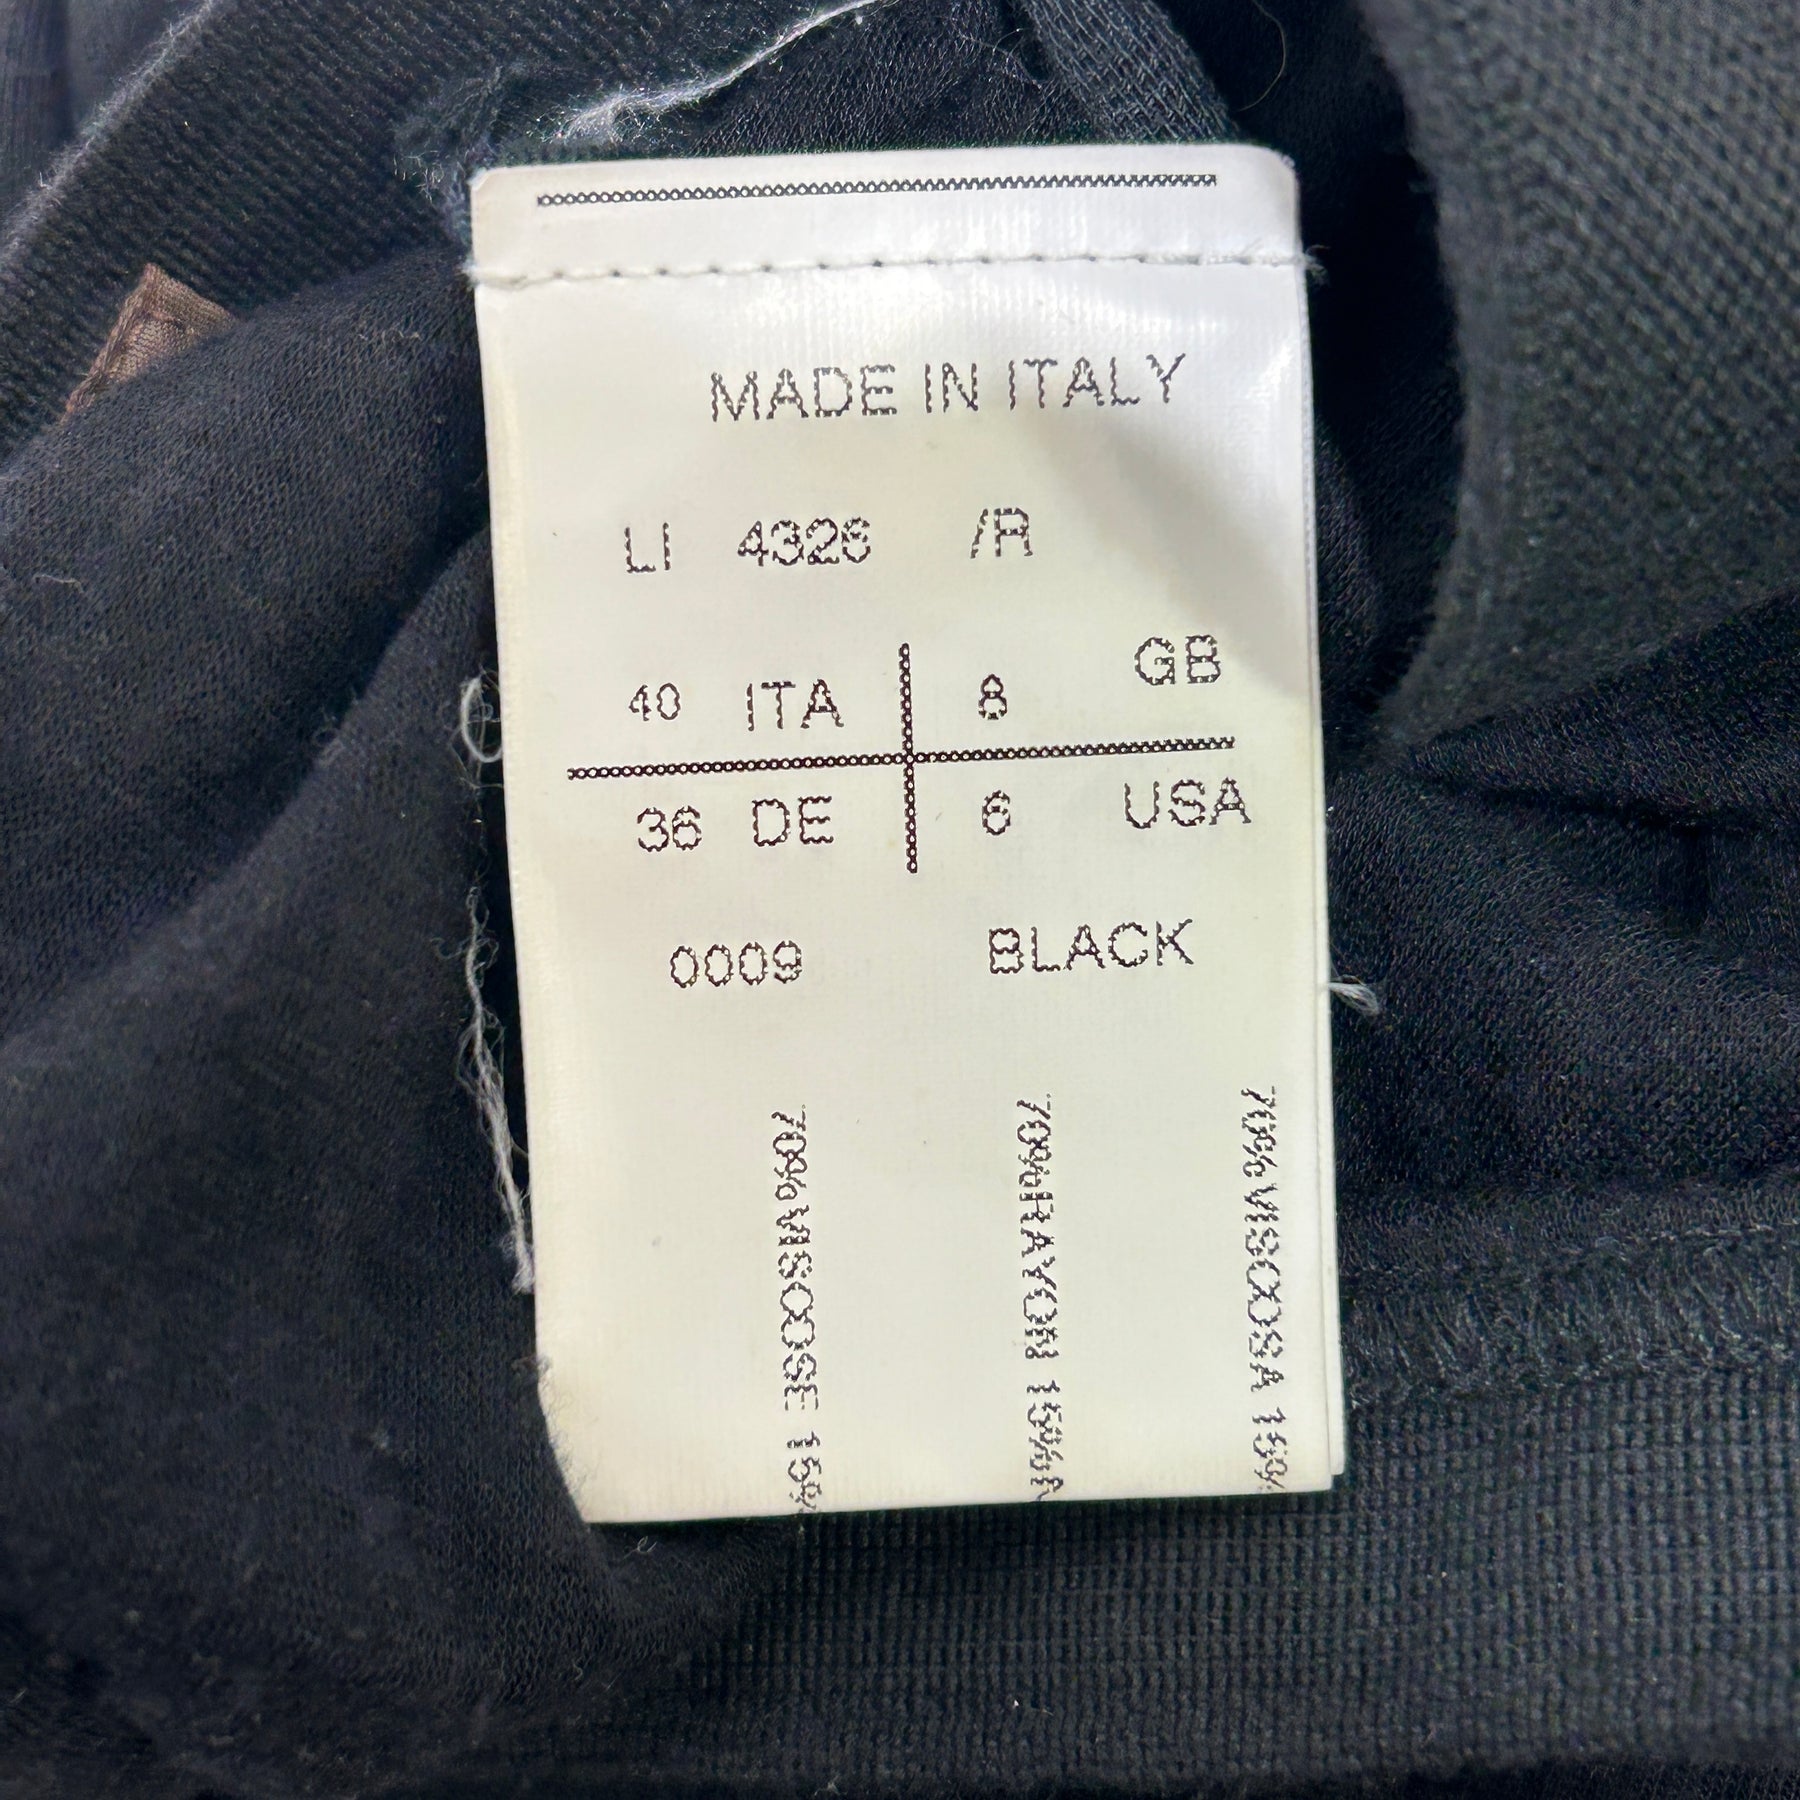 MADE IN ITALY
LI 4326 /R
40 ITA 8 GB
36 DE 6 USA
0009 BLACK
70%VISCOSE 15%
70%RAYON 15%
70%VISCOSA 15%